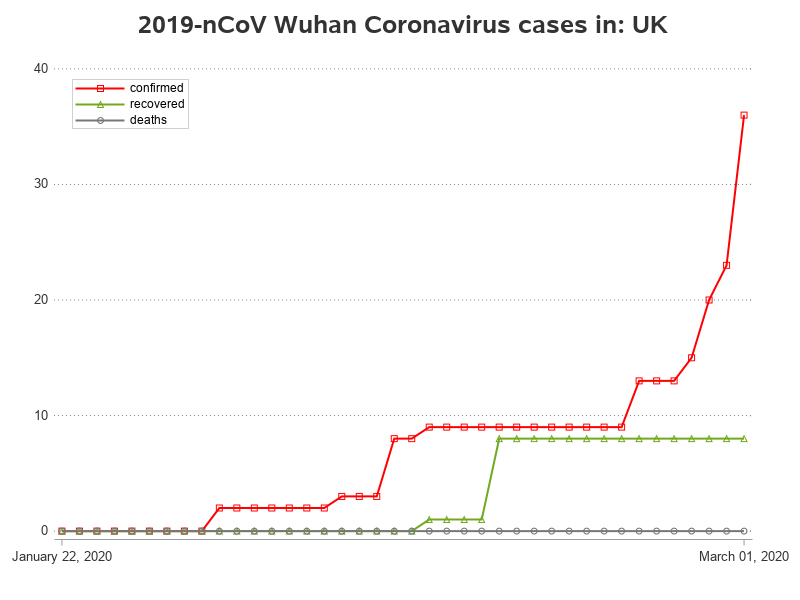 2019-nCoV Wuhan Coronavirus cases in: UK
40
confirmed
recovered
deaths
30
20
10
0
January 22, 2020
March 01, 2020